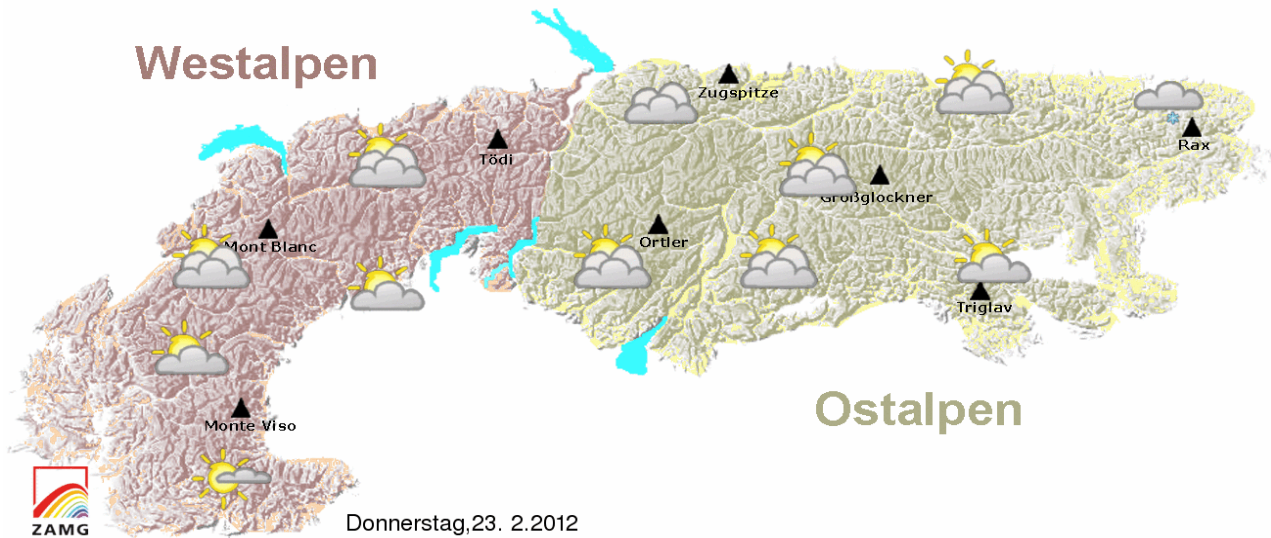 Westalpen
Zugspitze
Rax
Tödi
Großglockner
Mont Blanc
Ortler
Triglav
Ostalpen
Monte Viso
ZAMG
Donnerstag,23. 2.2012